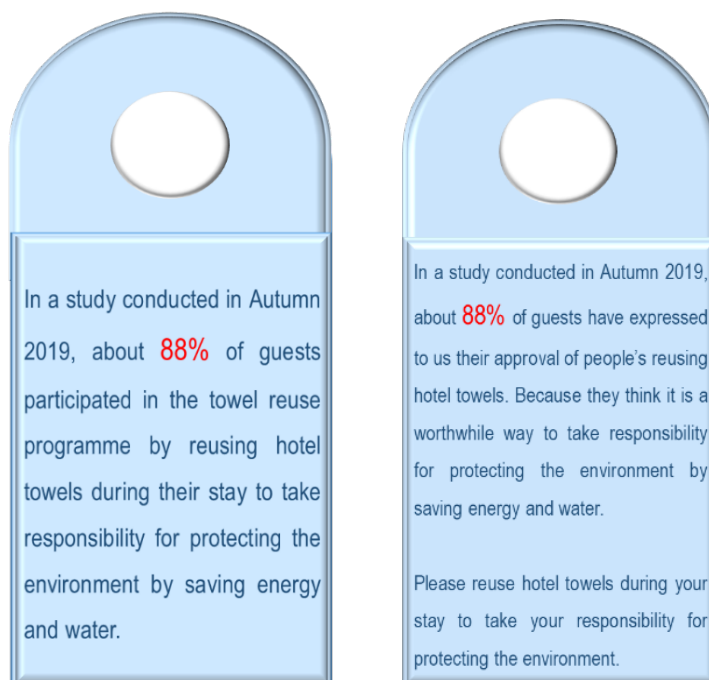 In a study conducted in Autumn
2019, about 88% of guests
participated in the towel reuse
programme by reusing hotel
towels during their stay to take
responsibility for protecting the
environment by saving energy
and water.
In a study conducted in Autumn 2019,
about 88% of guests have expressed
to us their approval of people's reusing
hotel towels. Because they think it is a
worthwhile way to take responsibility
for protecting the environment by
saving energy and water.
Please reuse hotel towels during your
stay to take your responsibility for
protecting the environment.